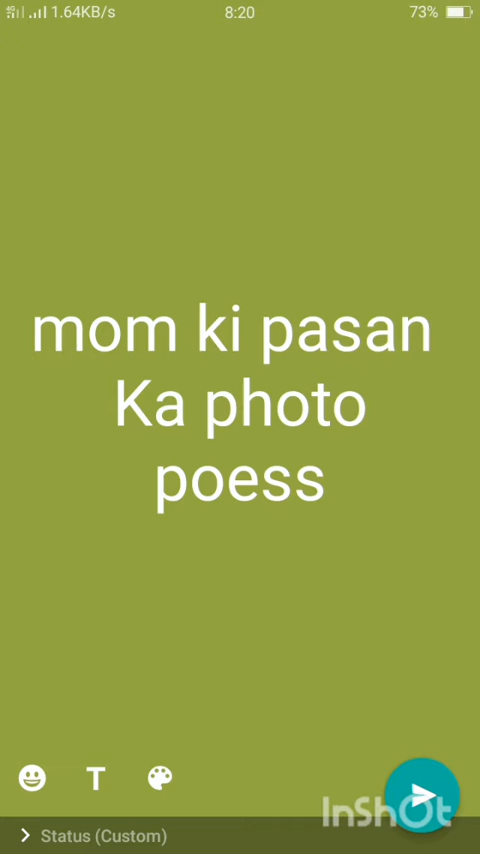 1.64KB/s 8:20 73%
mom ki pasan
Ka photo
poess
T
InShOt
Status (Custom)